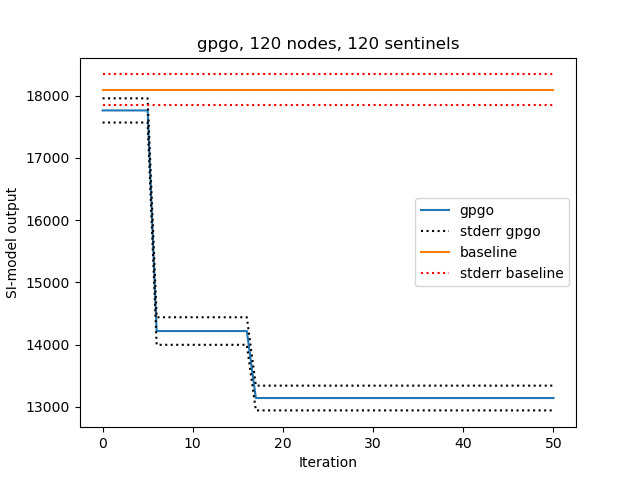 gpgo, 120 nodes, 120 sentinels
18000
17000
16000
15000
14000
13000
SI-model output
gpgo
stderr gpgo
baseline
stderr baseline
0 10 20 30 40 50
Iteration